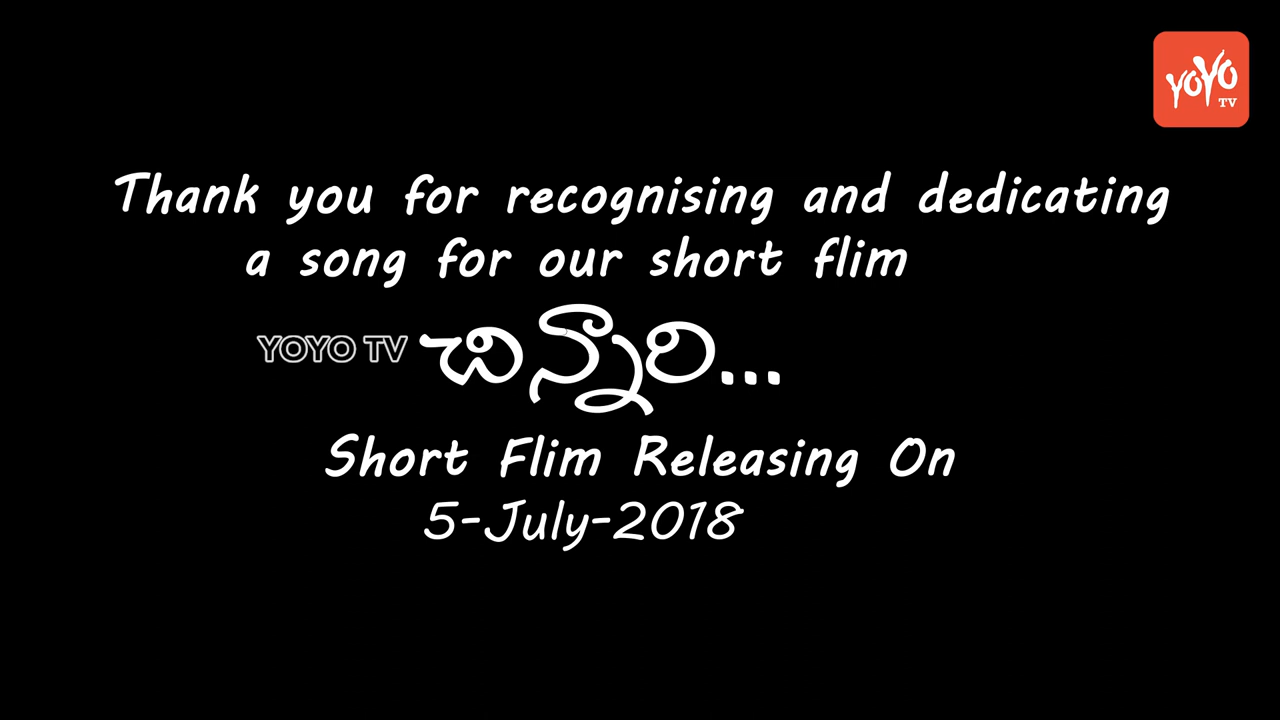 YOYO
TV
Thank you for recognising and dedicating
a song for our short flim
YOYO TV చిన్నారి...
Short Flim Releasing On
5-July-2018